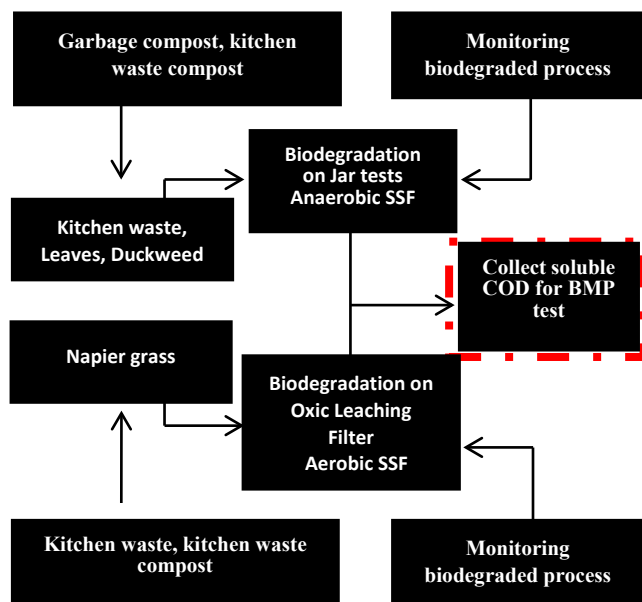 Garbage compost, kitchen
waste compost
Monitoring
biodegraded process
Biodegradation
on Jar tests
Anaerobic SSF
Kitchen waste,
Leaves, Duckweed
Collect soluble
COD for BMP
test
Napier grass
Biodegradation on
Oxic Leaching
Filter
Aerobic SSF
Kitchen waste, kitchen waste
compost
Monitoring
biodegraded process